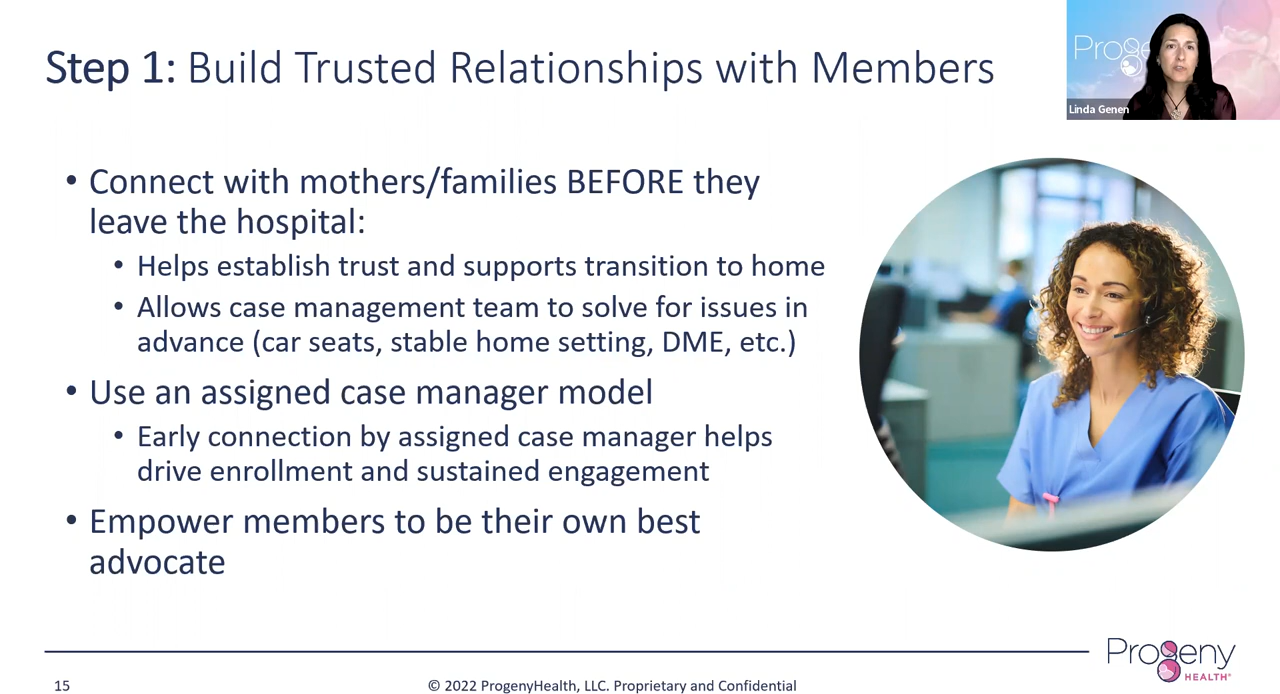 Step 1: Build Trusted Relationships with Members
Proge
Linda Genen
• Connect with mothers/families BEFORE they
leave the hospital:
• Helps establish trust and supports transition to home
• Allows case management team to solve for issues in
advance (car seats, stable home setting, DME, etc.)
• Use an assigned case manager model
• Early connection by assigned case manager helps
drive enrollment and sustained engagement
• Empower members to be their own best
advocate
Progeny
HEALTH®
15
© 2022 ProgenyHealth, LLC. Proprietary and Confidential